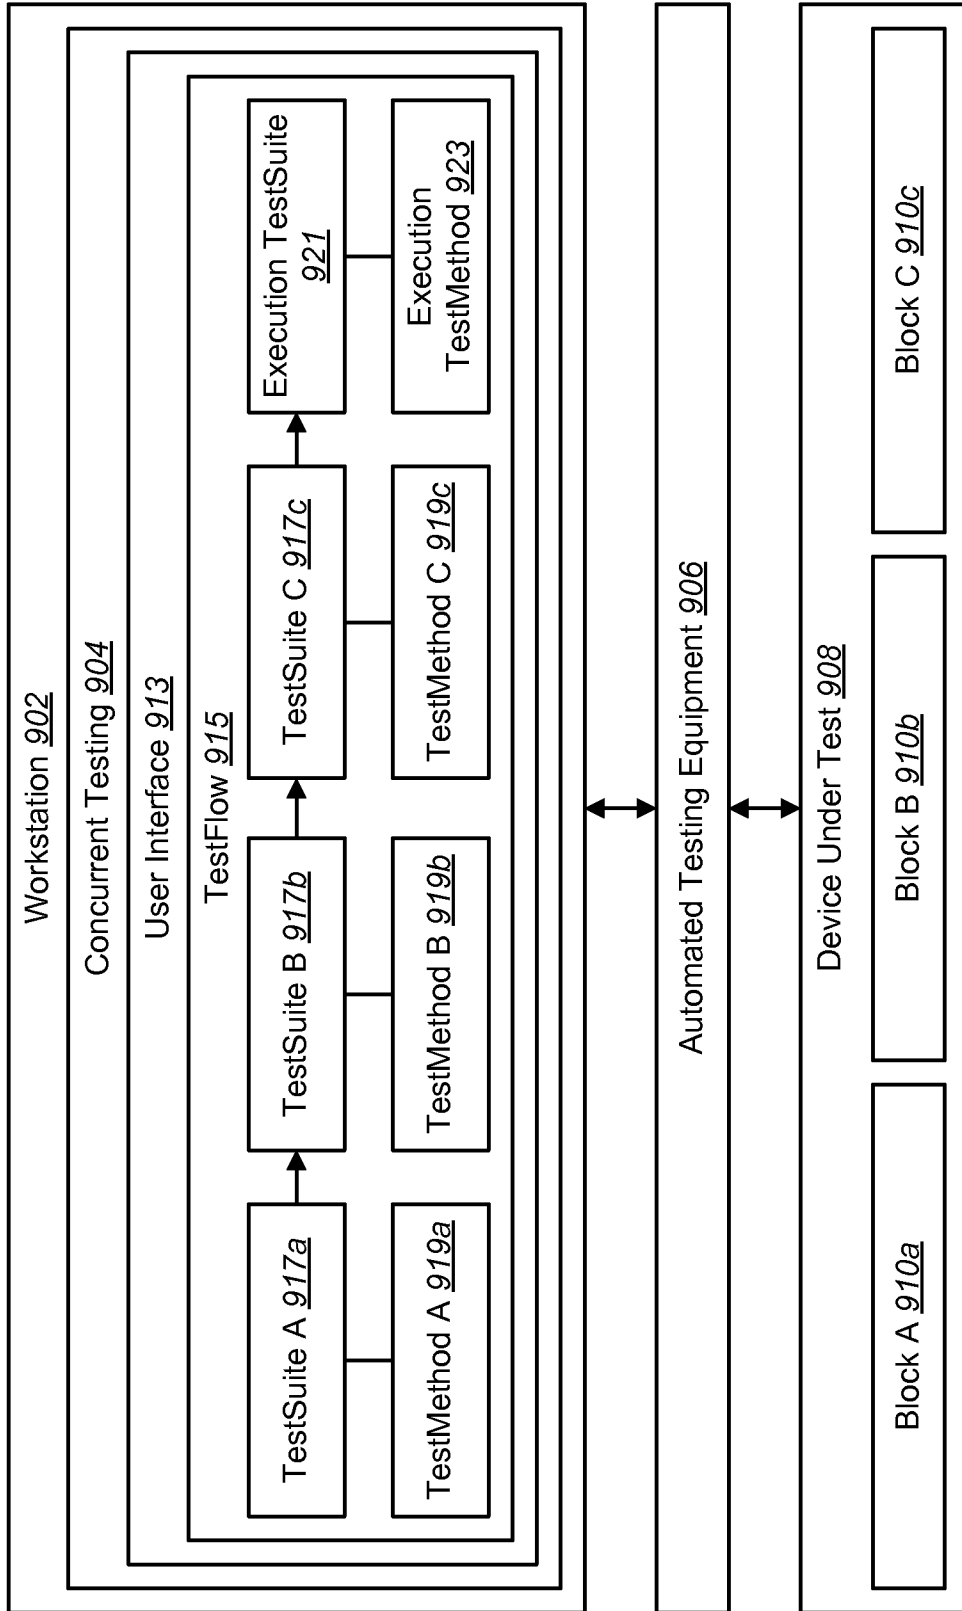 Workstation 902
Concurrent Testing 904
User Interface 913
TestFlow 915
TestSuite A 917a
TestSuite B 917b
TestSuite C 917c
Execution TestSuite
921
TestMethod A 919a
TestMethod B 919b
TestMethod C 919c
Execution
TestMethod 923
Automated Testing Equipment 906
Device Under Test 908
Block A 910a
Block B 910b
Block C 910c